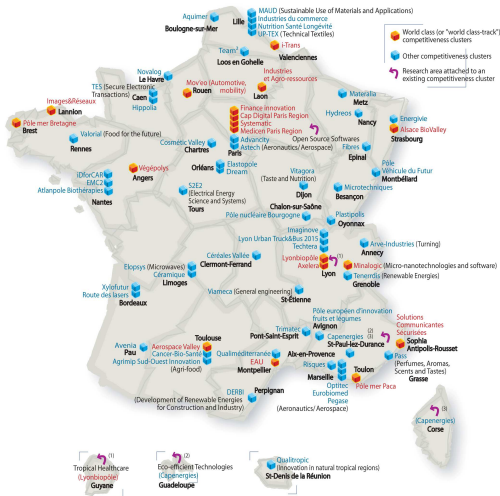 MAUD (Sustainable Use of Materials and Applications)
Industries du commerce
Nutrition Santé Longévité
UP-TEX (Technical Textiles)
Aquimer
Boulogne-sur-Mer
Lille
World class (or "world class-track") competitiveness clusters
Other competitiveness clusters
Research area attached to an existing competitiveness cluster
i-Trans
Valenciennes
Team²
Loos en Gohelle
Novalog
Le Havre
Mov'eo (Automotive, mobility)
Rouen
Industries et Agro-ressources
Laon
TES (Secure Electronic Transactions)
Caen
Hippolia
Materalia
Metz
Hydreos
Nancy
Energivie
Alsace BioValley
Strasbourg
Images&Réseaux
Lannion
Pôle mer Bretagne
Brest
Valorial (Food for the future)
Rennes
Finance innovation
Cap Digital Paris Region
Systematic
Medicen Paris Region
Advancity
Astech (Aeronautics/Aerospace)
Paris
Open Source Softwares
Cosmetic Valley
Chartres
Fibres
Epinal
Pôle Véhicule du Futur
Montbéliard
iDforCAR
EMC2
Atlanpole Biothérapies
Nantes
Végépolys
Angers
Orléans
Elastopole
Dream
S2E2
(Electrical Energy Science and Systems)
Tours
Vitagora
(Taste and Nutrition)
Dijon
Microtechniques
Besançon
Chalon-sur-Saône
Pôle nucléaire Bourgogne
Plastipolis
Oyonnax
Imaginove
Lyon Urban Truck&Bus 2015
Techtera
Lyonbiopôle
Axelera
(1)
Lyon
Arve-Industries (Turning)
Annecy
Minalogic (Micro-nanotechnologies and software)
Tenerrdis (Renewable Energies)
Grenoble
Céréales Vallée
Clermont-Ferrand
Elopsys (Microwaves)
Céramique
Limoges
Viameca (General engineering)
St-Étienne
Xylofutur
Route des lasers
Bordeaux
Pôle européen d'innovation fruits et légumes
Avignon
Trimatec
Pont-Saint-Esprit
Capenergies
(2)
(3)
St-Paul-lez-Durance
Solutions Communicantes Sécurisées
Sophia Antipolis-Rousset
Avenia
Pau
Toulouse
Aerospace Valley
Cancer-Bio-Santé
Agrimip Sud-Ouest Innovation
(Agri-food)
Qualiméditerranée
EAU
Montpellier
Aix-en-Provence
Risques
Marseille
Optitec
Eurobiomed
Pegase
(Aeronautics/Aerospace)
Toulon
Pôle mer Paca
Pass
(Perfumes, Aromas, Scents and Tastes)
Grasse
DERBI
(Development of Renewable Energies for Construction and Industry)
Perpignan
(3)
(Capenergies)
Corse
(1)
Tropical Healthcare
(Lyonbiopôle)
Guyane
(2)
Eco-efficient Technologies
(Capenergies)
Guadeloupe
Qualitropic
(Innovation in natural tropical regions)
St-Denis de la Réunion